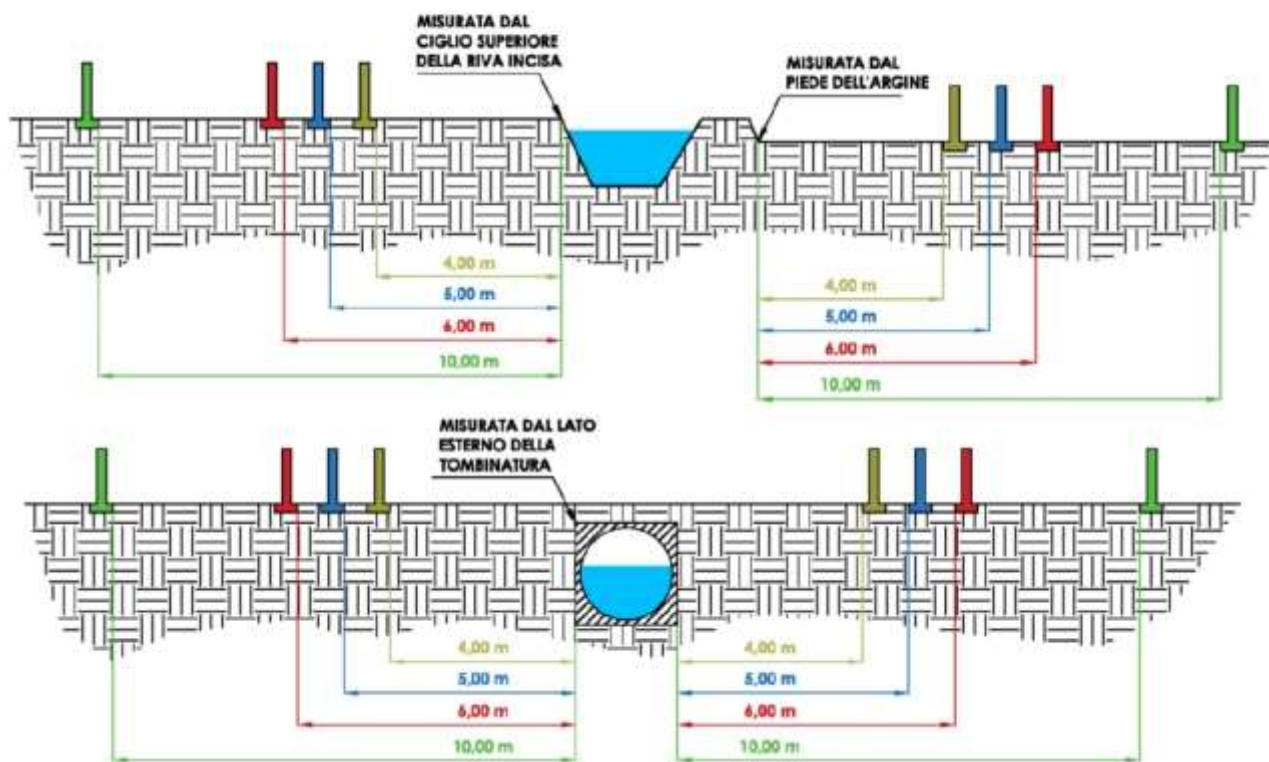 MISURATA DAL
CIGLIO SUPERIORE
DELLA RIVA INCISA
MISURATA DAL
PIEDE DELL'ARGINE
4,00 m
5,00 m
6,00 m
10,00 m
4,00 m
5,00 m
6,00 m
10,00 m
MISURATA DAL LATO
ESTERNO DELLA
TOMBINATURA
4,00 m
5,00 m
6,00 m
10,00 m
4,00 m
5,00 m
6,00 m
10,00 m